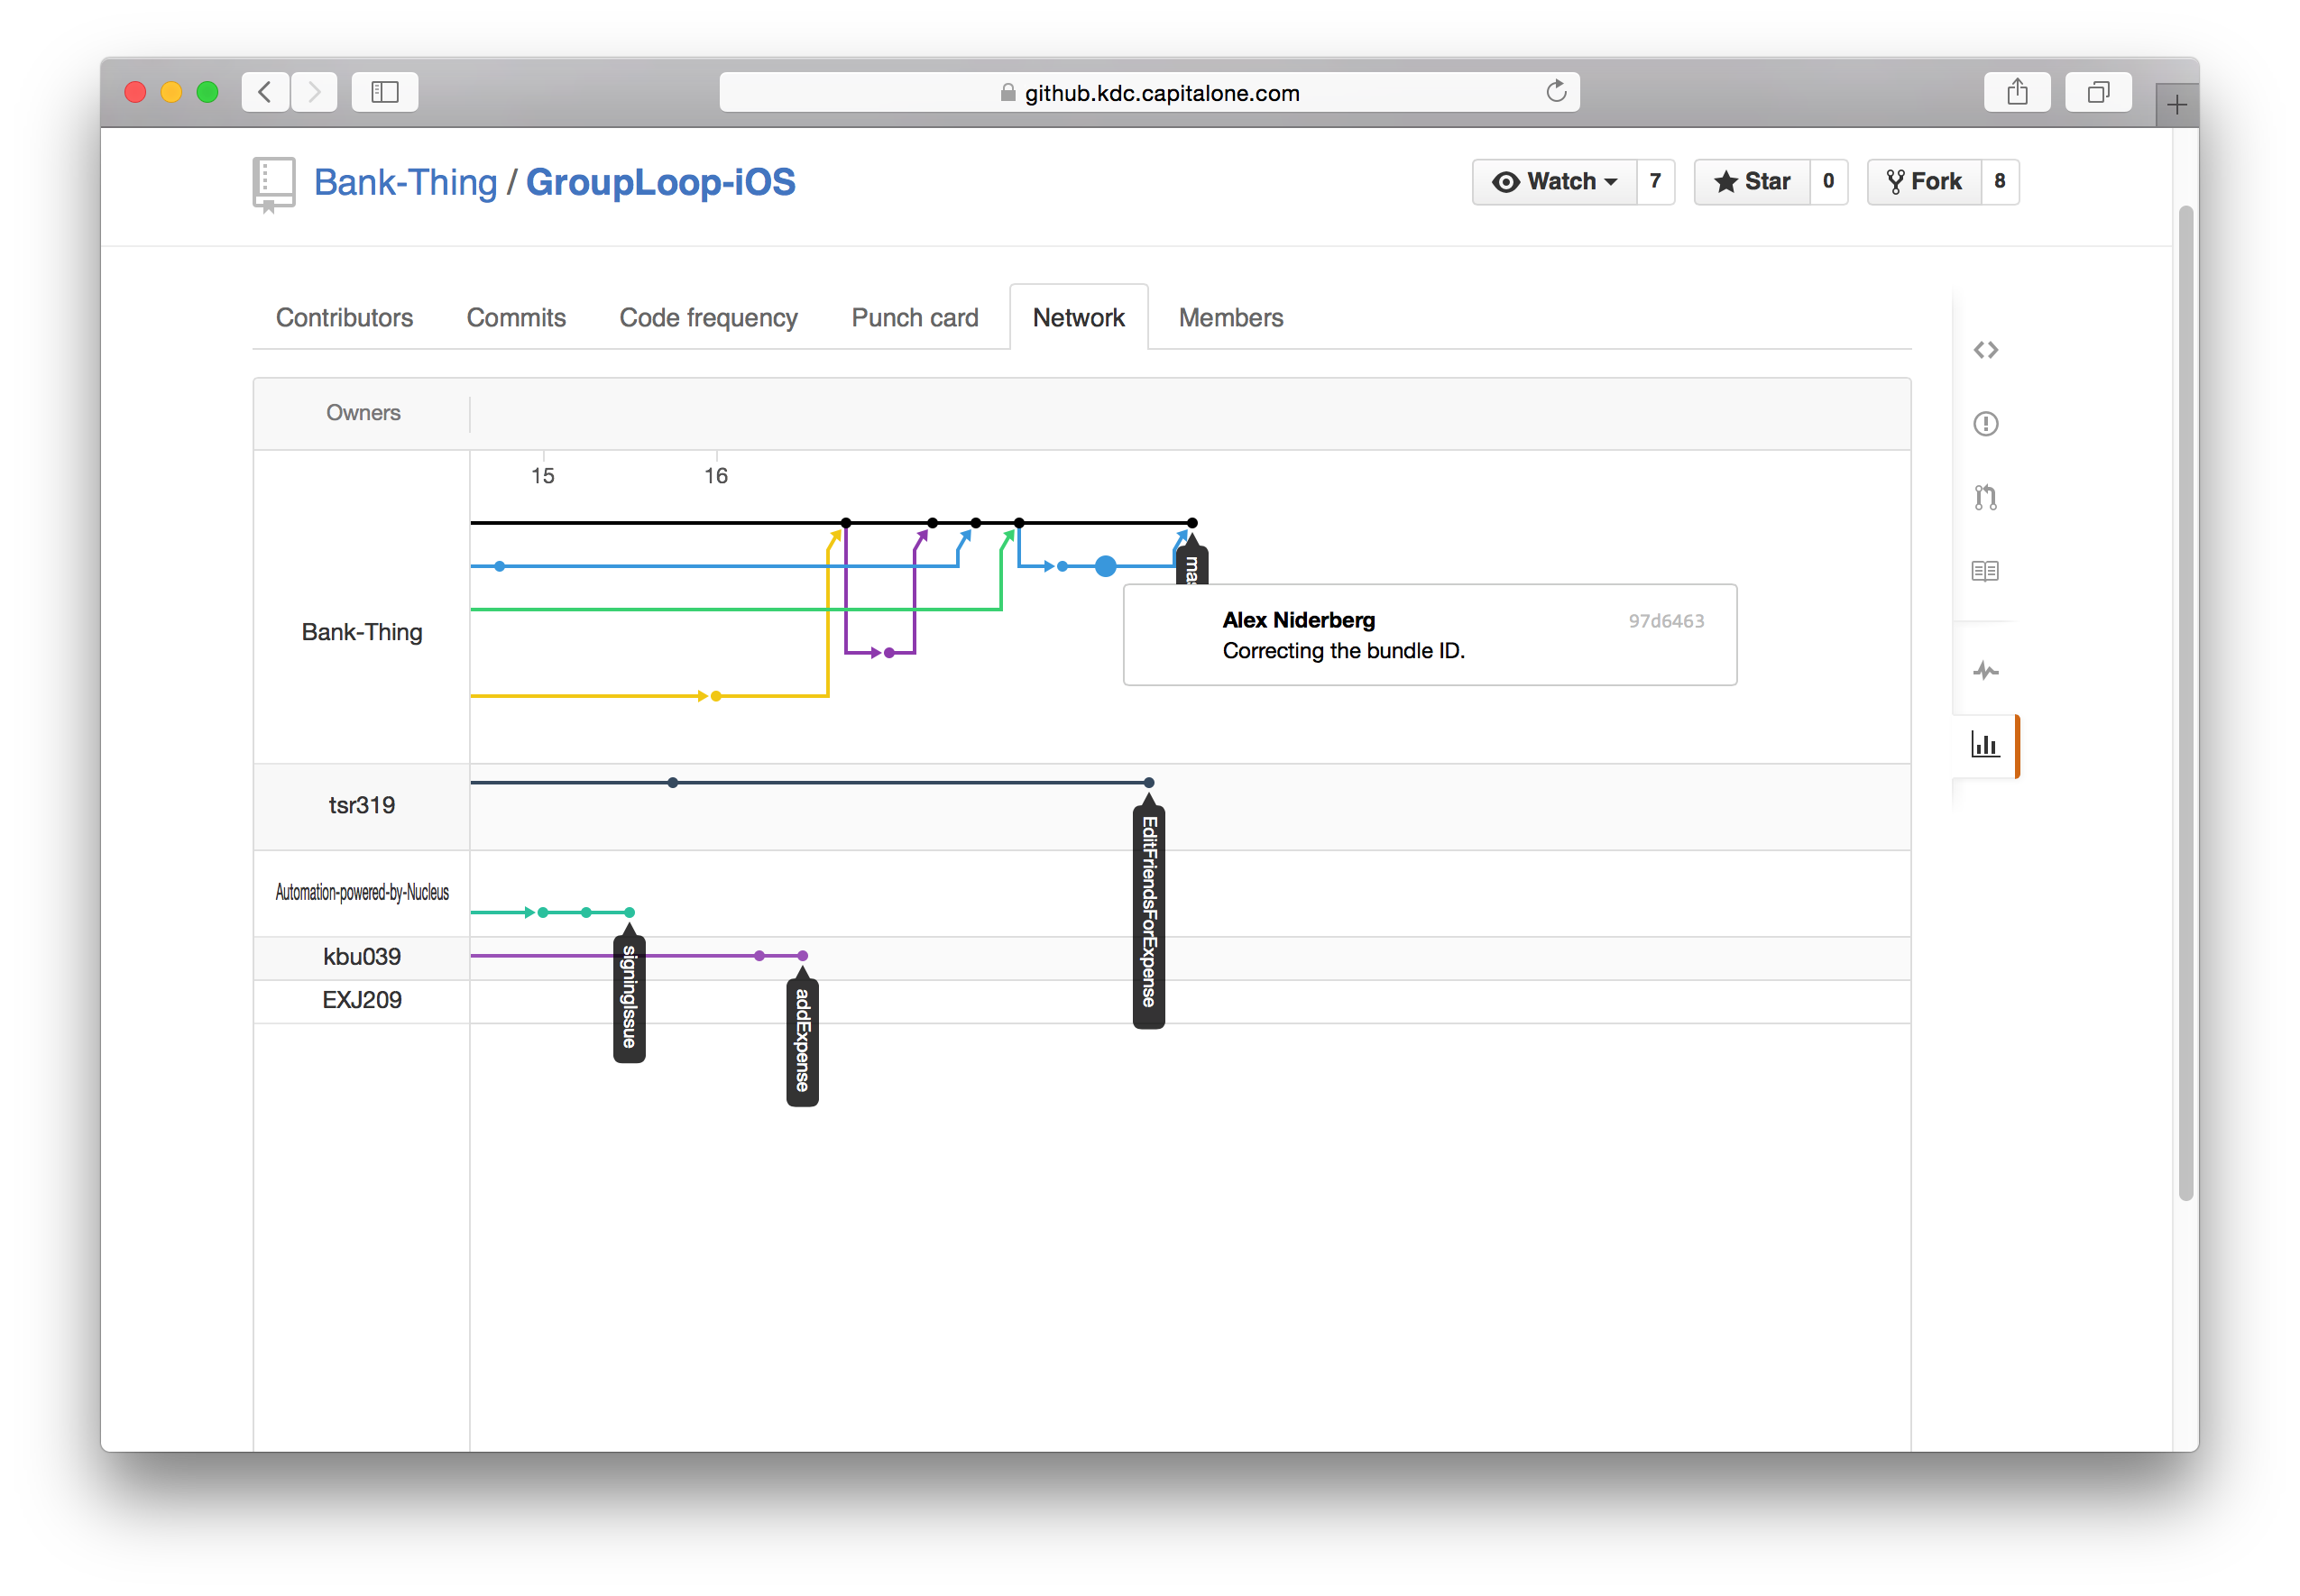 github.kdc.capitalone.com
Bank-Thing / GroupLoop-iOS
Watch 7 Star 0 Fork 8
Contributors Commits Code frequency Punch card Network Members
Owners
15 16
Bank-Thing
mas
Alex Niderberg 97d6463
Correcting the bundle ID.
tsr319
EditFriendsForExpense
Automation-powered-by-Nucleus
signingIssue
kbu039
addExpense
EXJ209